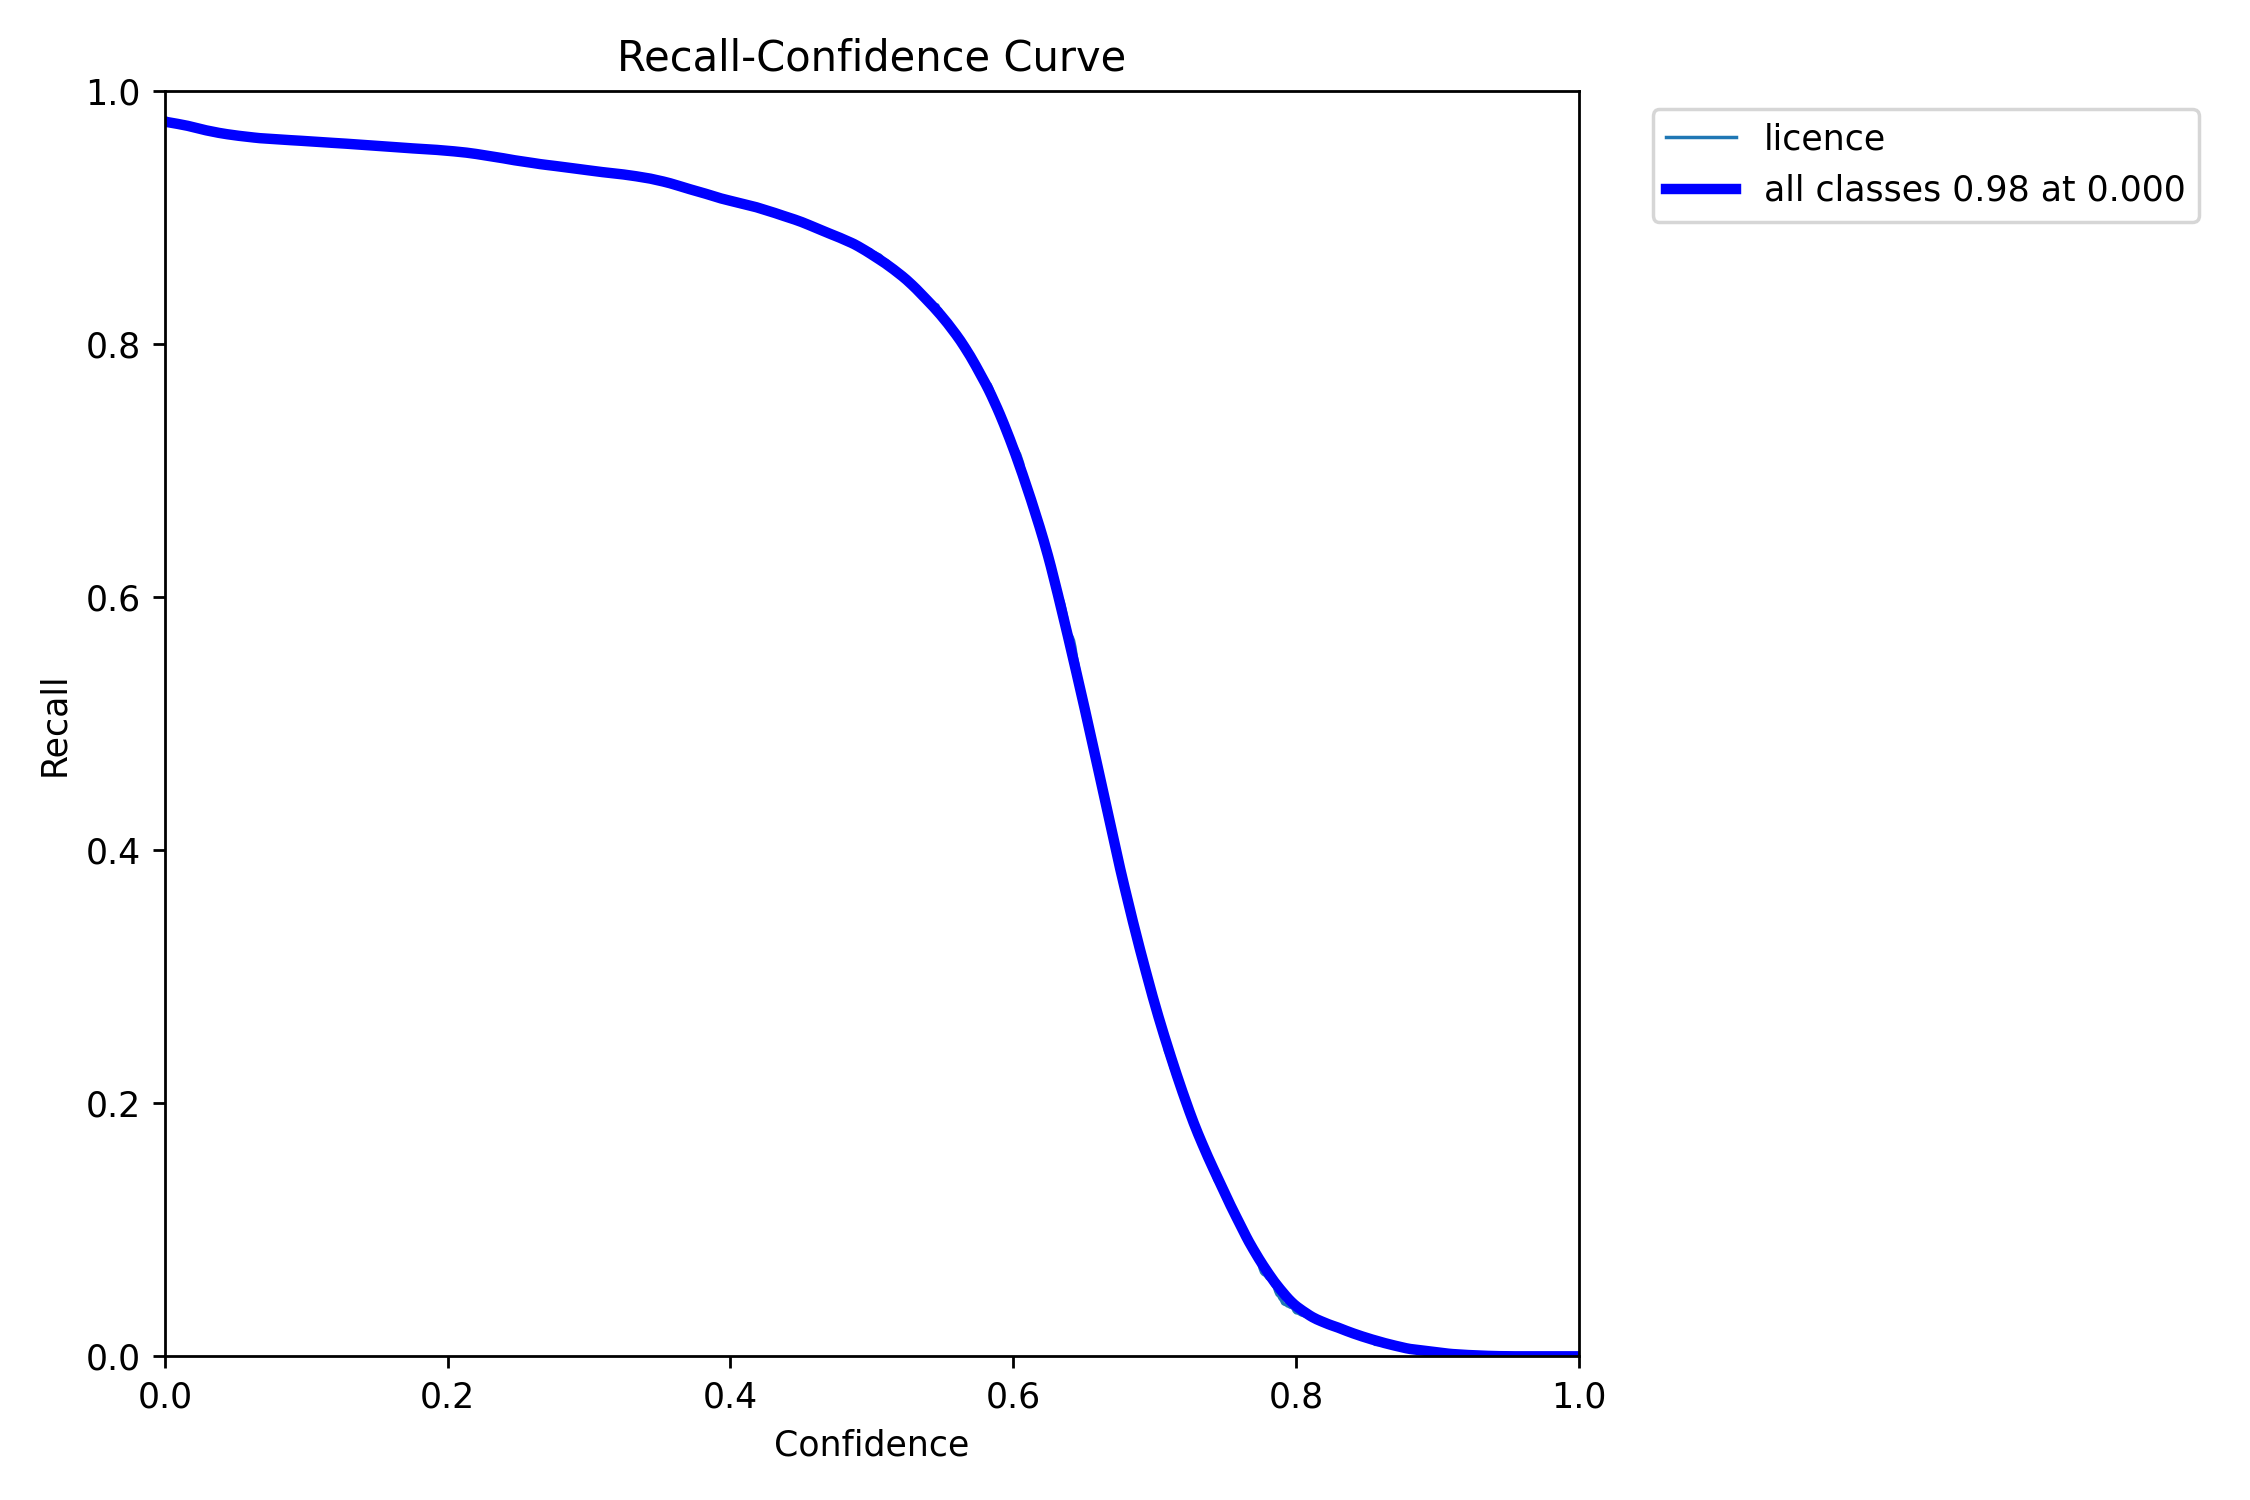 Recall-Confidence Curve
licence
all classes 0.98 at 0.000
Recall
1.0
0.8
0.6
0.4
0.2
0.0
0.0 0.2 0.4 0.6 0.8 1.0
Confidence